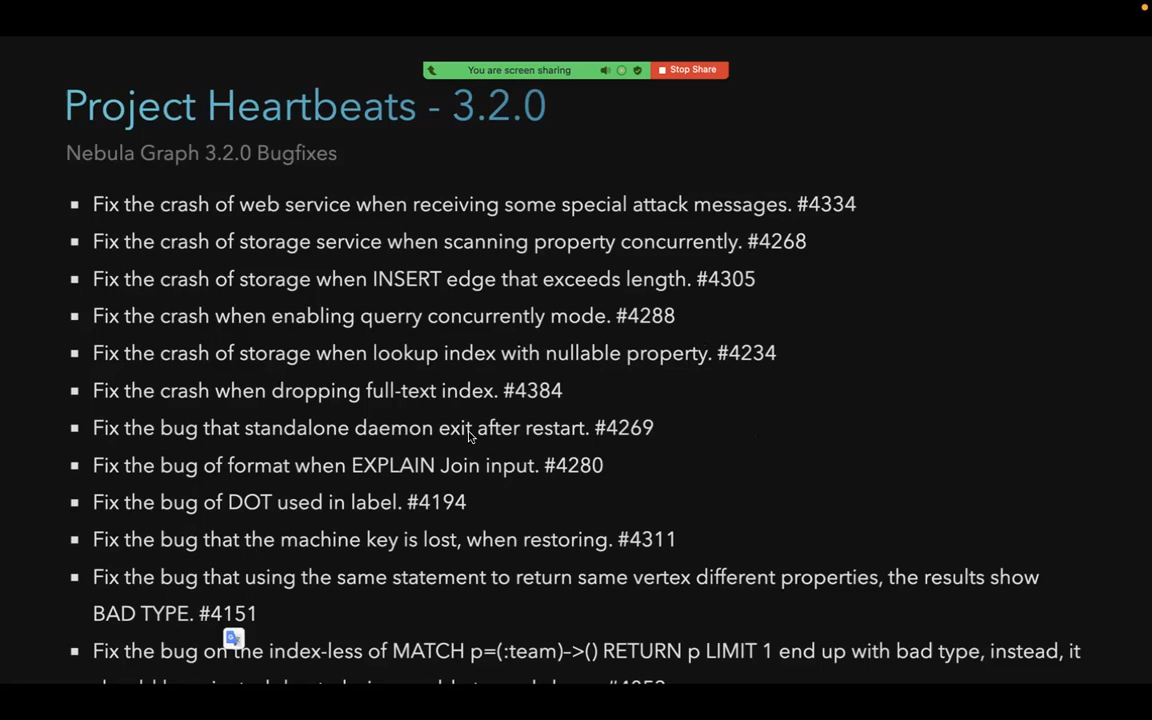 You are screen sharing
Stop Share
Project Heartbeats - 3.2.0
Nebula Graph 3.2.0 Bugfixes
▪ Fix the crash of web service when receiving some special attack messages. #4334
▪ Fix the crash of storage service when scanning property concurrently. #4268
▪ Fix the crash of storage when INSERT edge that exceeds length. #4305
▪ Fix the crash when enabling querry concurrently mode. #4288
▪ Fix the crash of storage when lookup index with nullable property. #4234
▪ Fix the crash when dropping full-text index. #4384
▪ Fix the bug that standalone daemon exit after restart. #4269
▪ Fix the bug of format when EXPLAIN Join input. #4280
▪ Fix the bug of DOT used in label. #4194
▪ Fix the bug that the machine key is lost, when restoring. #4311
▪ Fix the bug that using the same statement to return same vertex different properties, the results show
BAD TYPE. #4151
▪ Fix the bug on the index-less of MATCH p=(:team)-->() RETURN p LIMIT 1 end up with bad type, instead, it